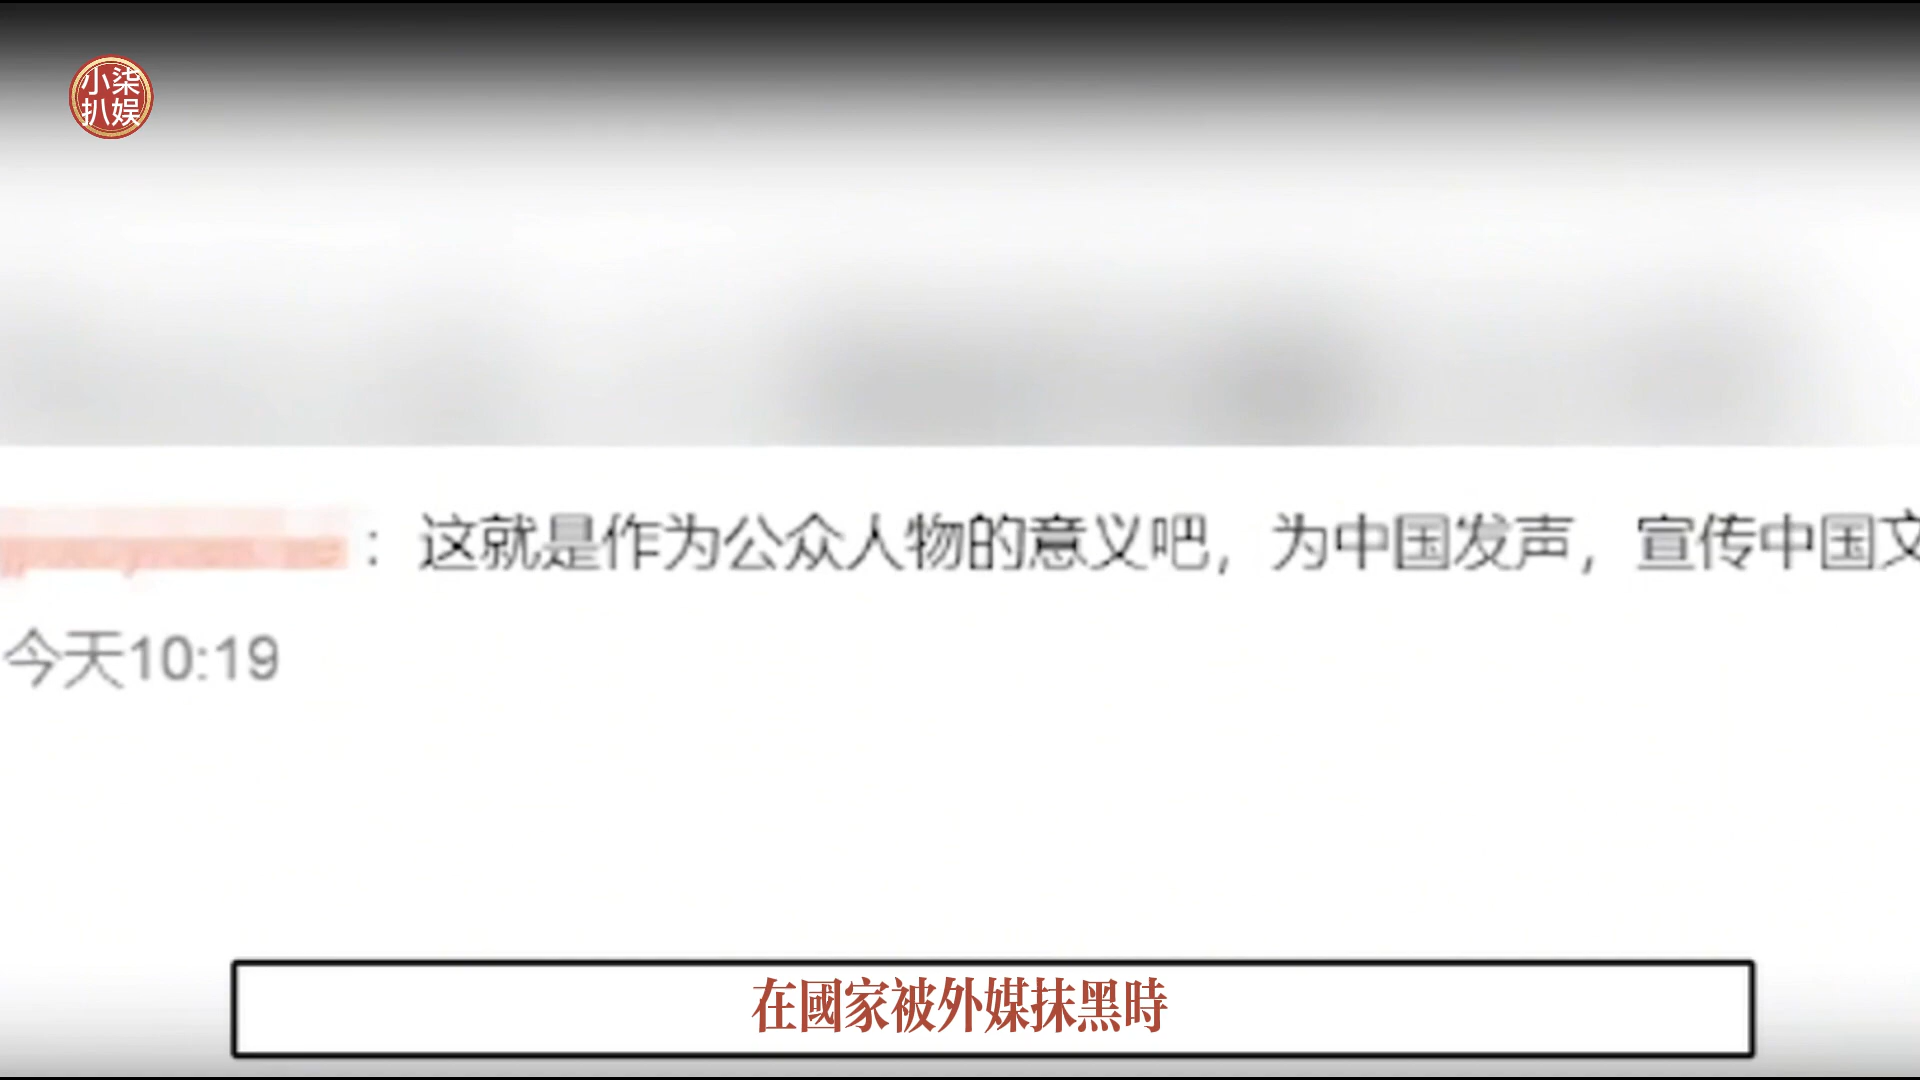 小柒
扒娱
：这就是作为公众人物的意义吧，为中国发声，宣传中国文
今天10:19
在國家被外媒抹黑時